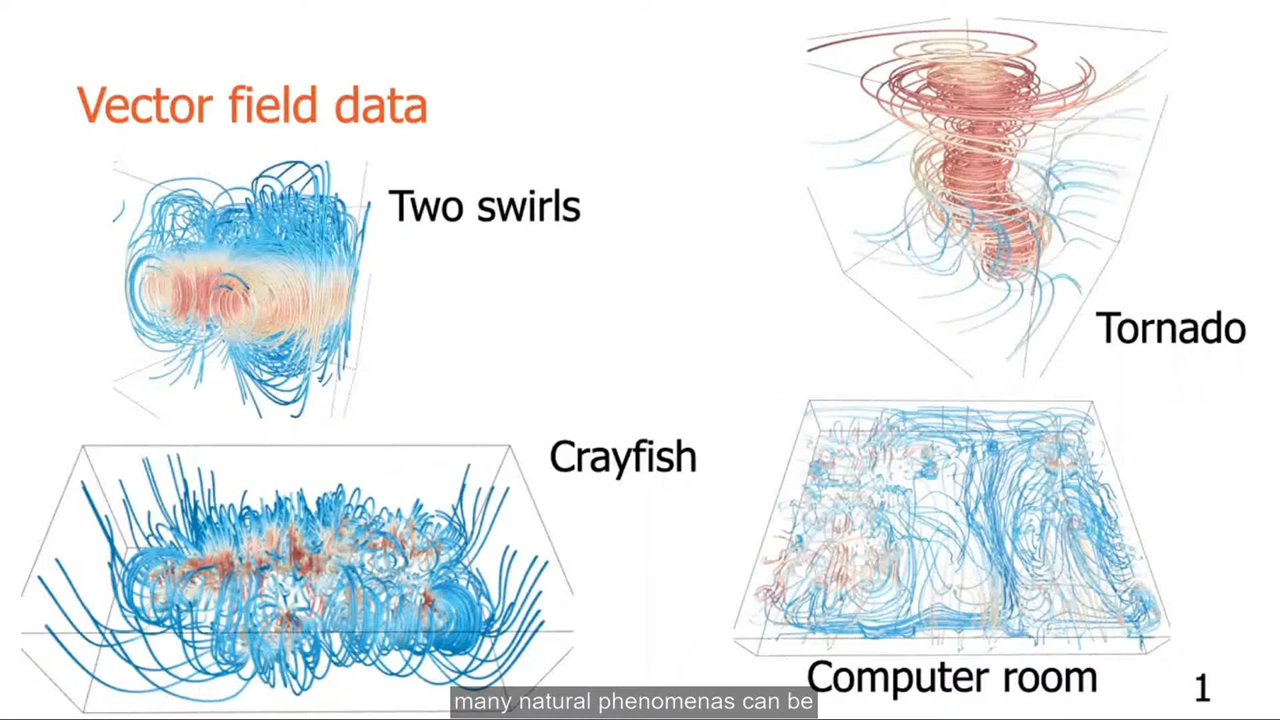 Vector field data
Two swirls
Tornado
Crayfish
Computer room
1
many natural phenomenas can be